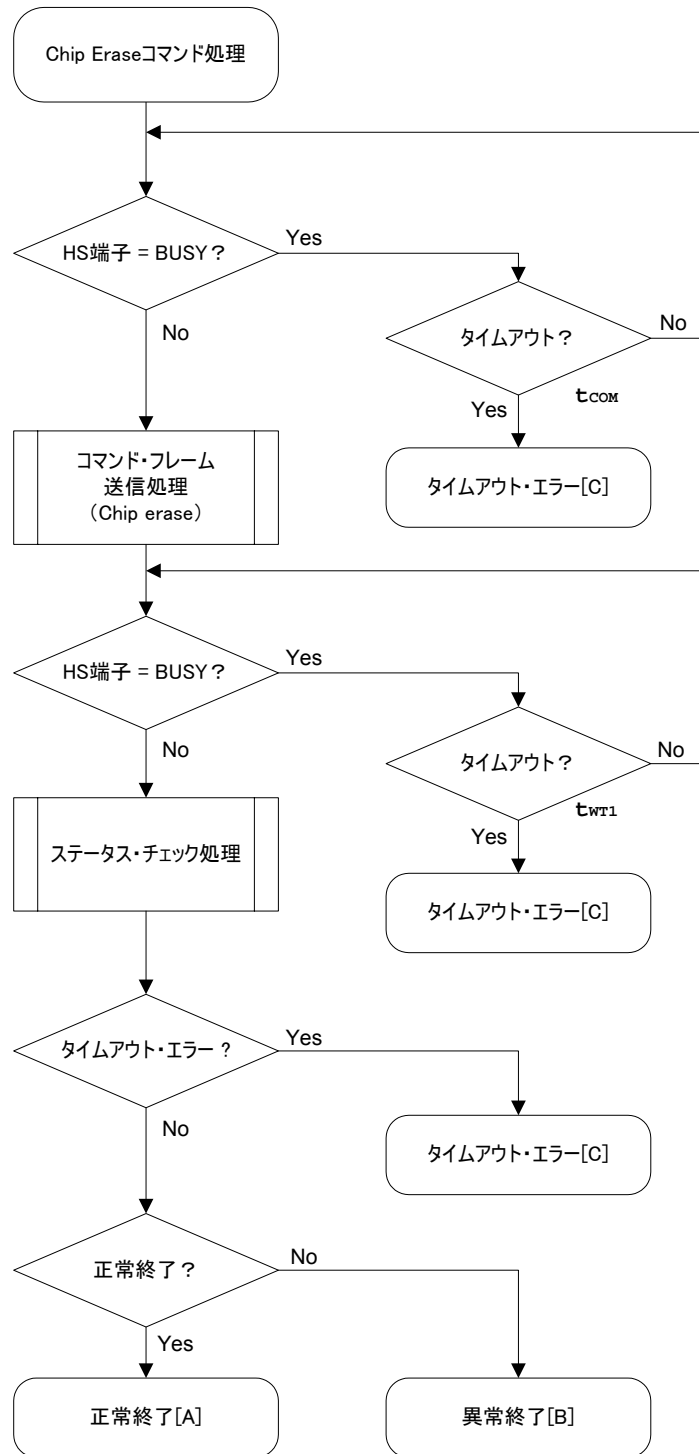 Chip Eraseコマンド処理
HS端子 = BUSY？
Yes
No
タイムアウト？
No
tCOM
Yes
タイムアウト・エラー[C]
コマンド・フレーム
送信処理
（Chip erase）
HS端子 = BUSY？
Yes
No
タイムアウト？
No
tWT1
Yes
タイムアウト・エラー[C]
ステータス・チェック処理
タイムアウト・エラー ?
Yes
No
タイムアウト・エラー[C]
正常終了？
No
Yes
正常終了[A]
異常終了[B]